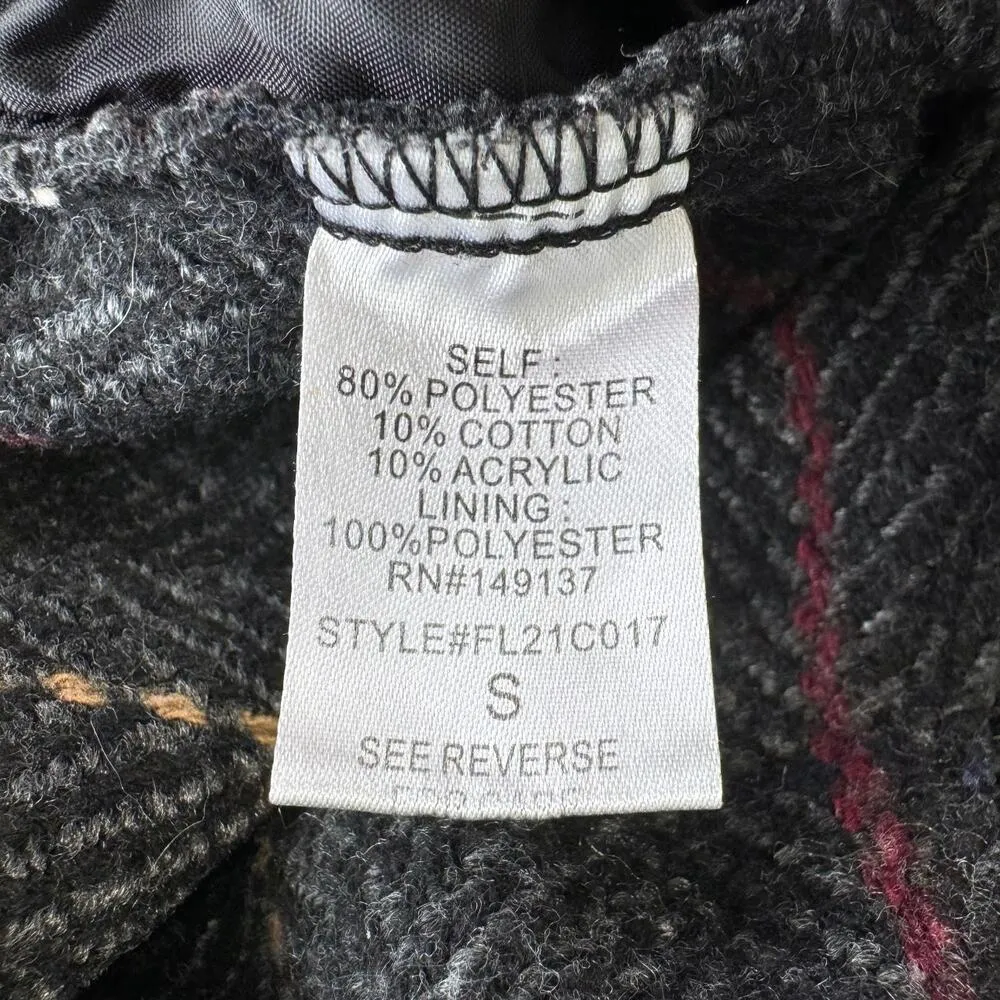 SELF :
80% POLYESTER
10% COTTON
10% ACRYLIC
LINING :
100%POLYESTER
RN#149137
STYLE#FL21C017
S
SEE REVERSE